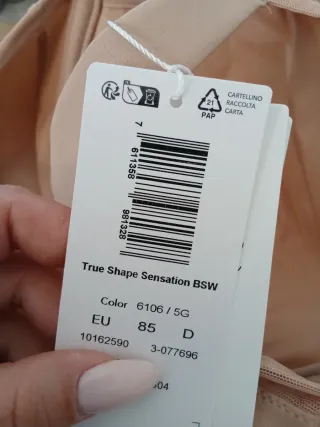 21
PAP
CARTELLINO
RACCOLTA
CARTA
7 611358 981328
True Shape Sensation BSW
Color 6106 / 5G
EU 85 D
10162590 3-077696